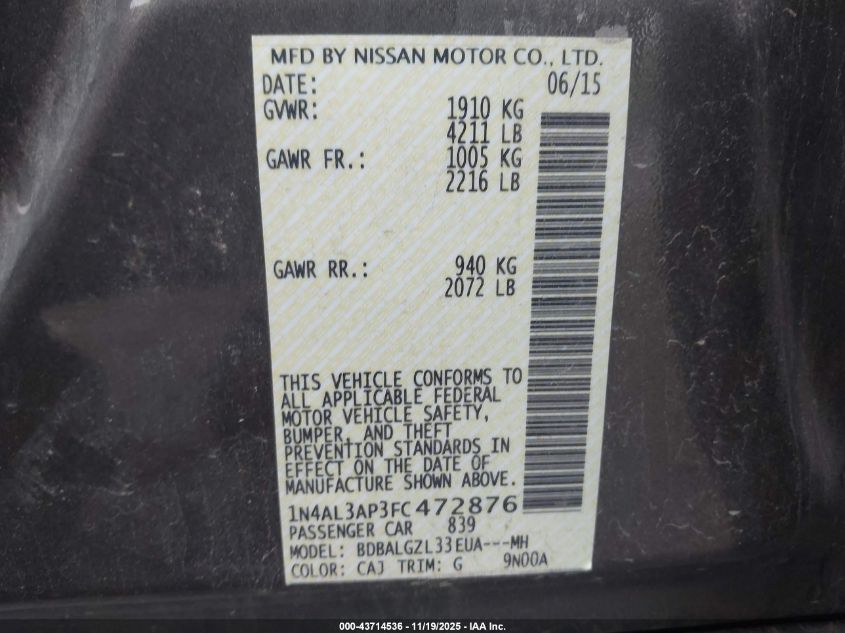 MFD BY NISSAN MOTOR CO., LTD.
DATE: 06/15
GVWR: 1910 KG
4211 LB
GAWR FR.: 1005 KG
2216 LB
GAWR RR.: 940 KG
2072 LB
THIS VEHICLE CONFORMS TO
ALL APPLICABLE FEDERAL
MOTOR VEHICLE SAFETY,
BUMPER, AND THEFT
PREVENTION STANDARDS IN
EFFECT ON THE DATE OF
MANUFACTURE SHOWN ABOVE.
1N4AL3AP3FC472876
PASSENGER CAR 839
MODEL: BDBALGZL33EUA---MH
COLOR: CAJ TRIM: G 9N00A
000-43714536 - 11/19/2025 - IAA Inc.